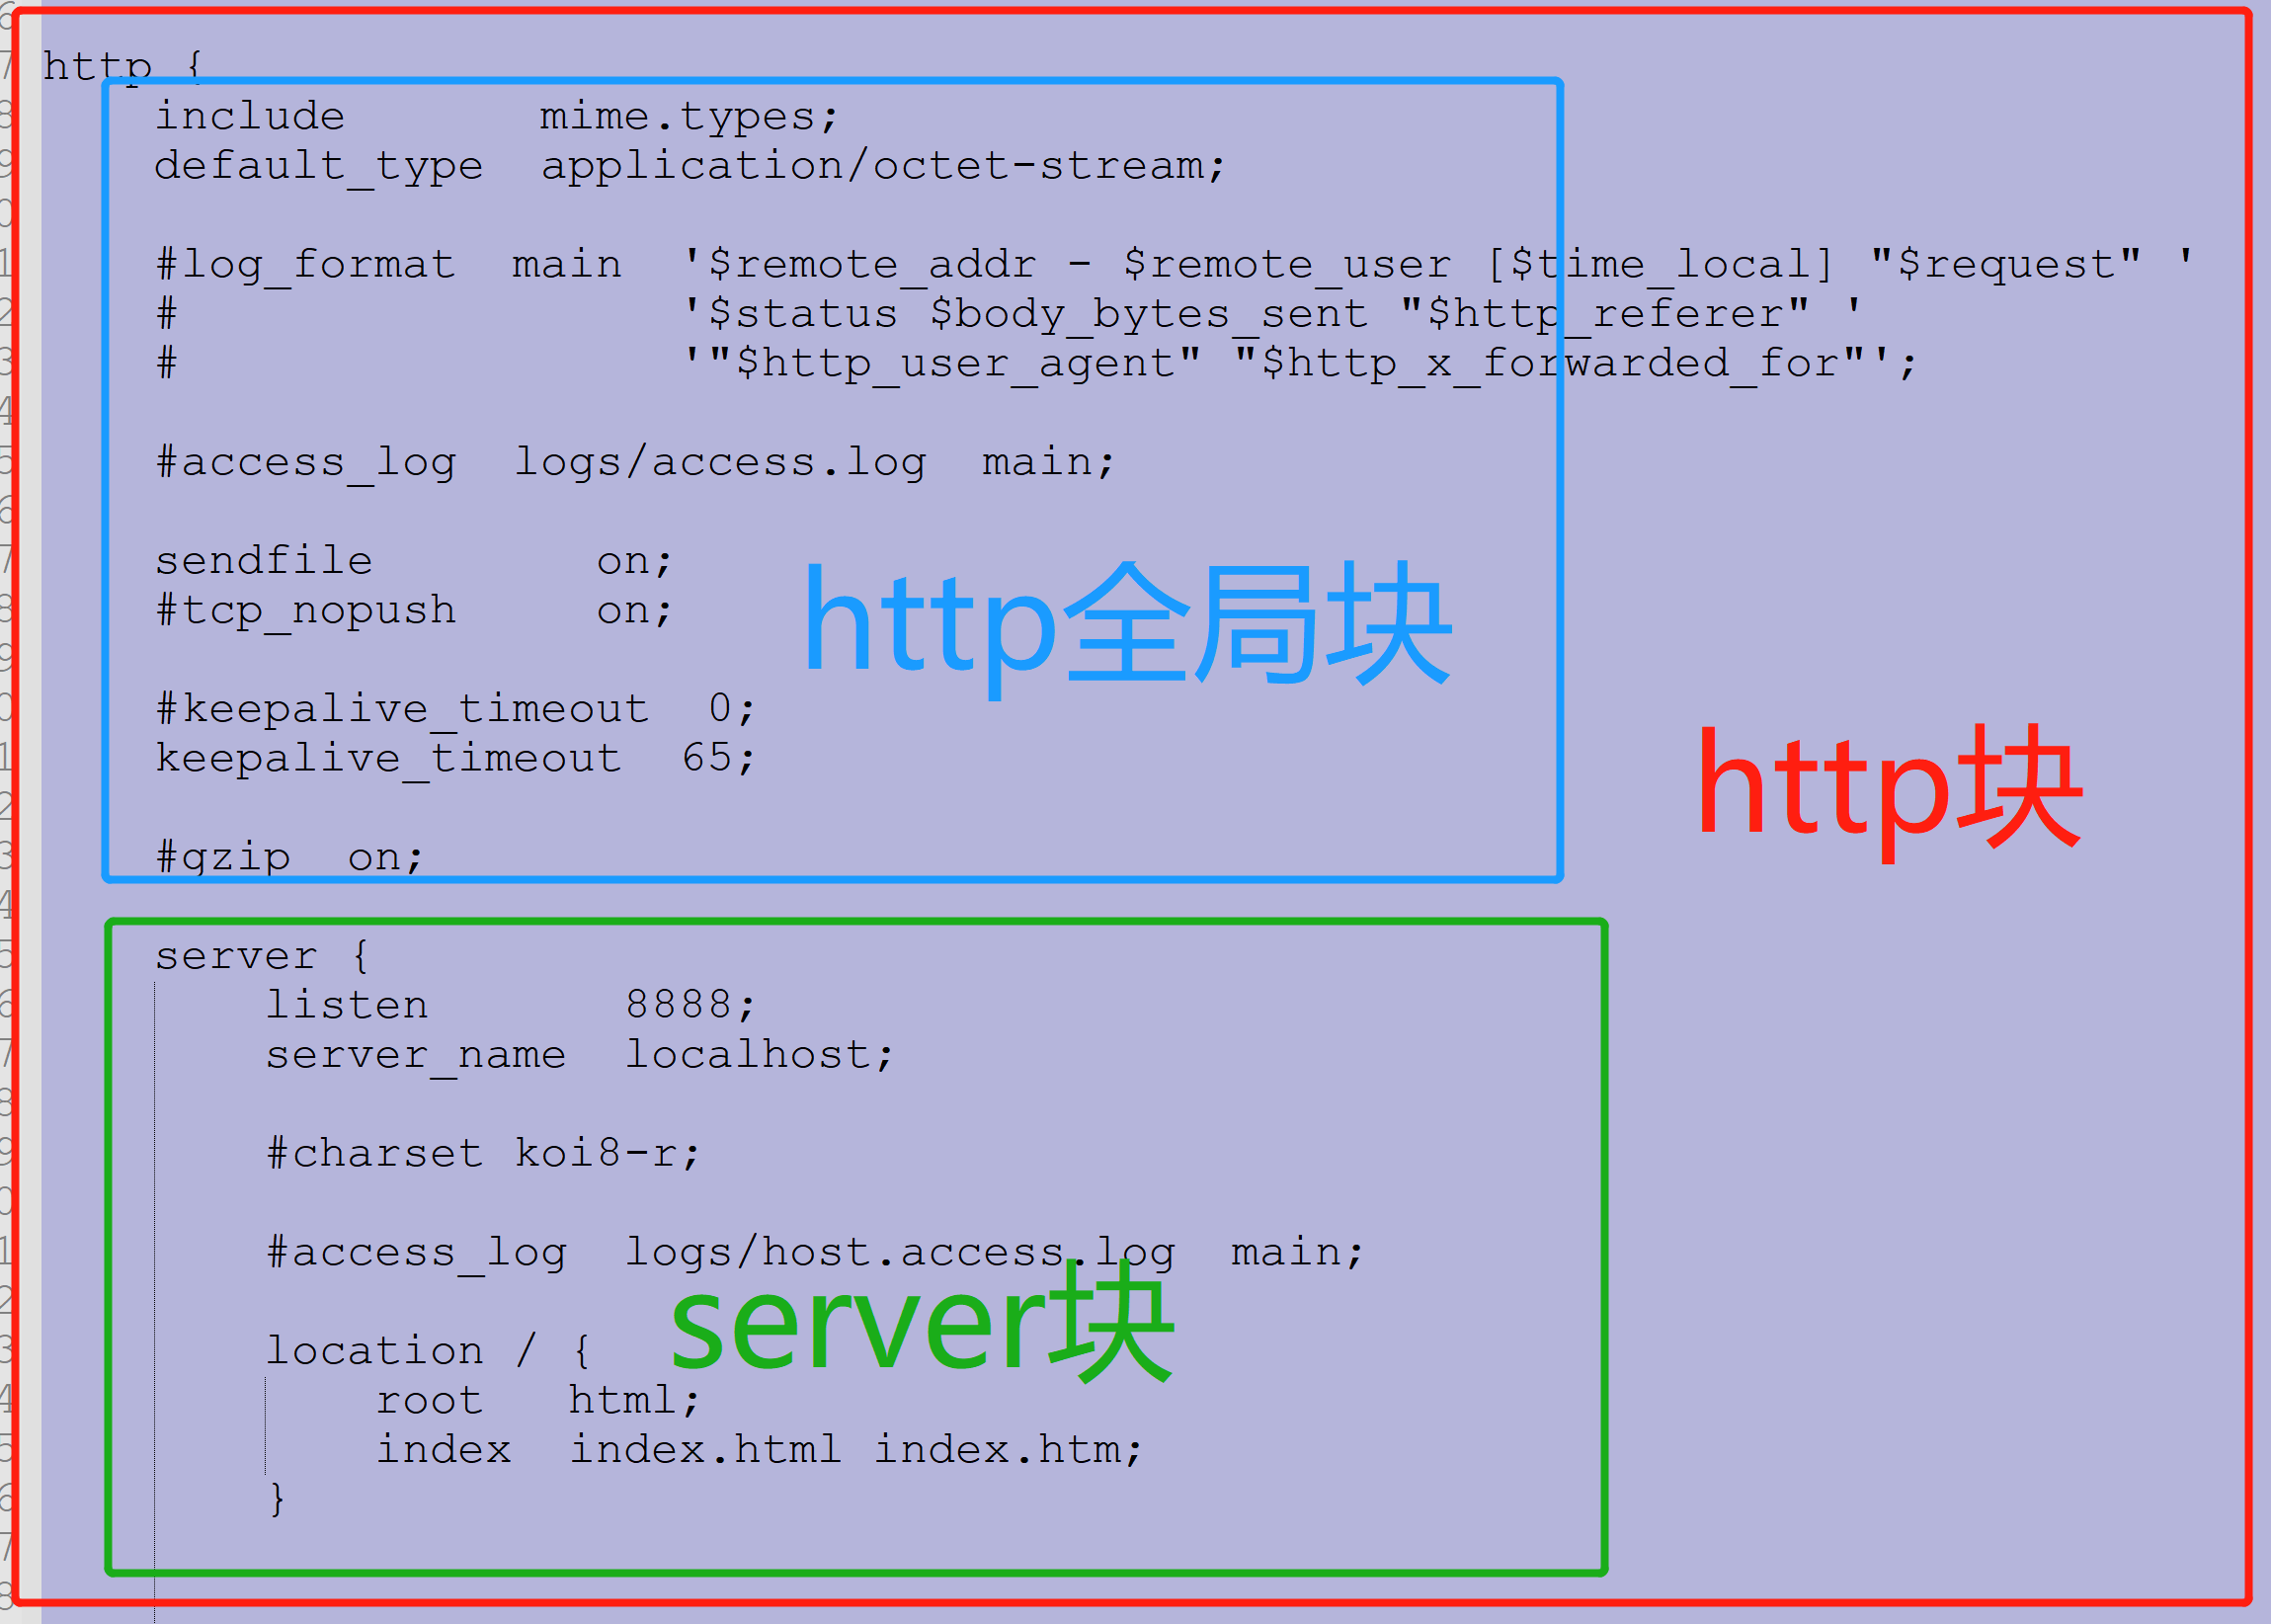 http {
include mime.types;
default_type application/octet-stream;
#log_format main '$remote_addr - $remote_user [$time_local] "$request" '
# '$status $body_bytes_sent "$http_referer" '
# '"$http_user_agent" "$http_x_forwarded_for"';
#access_log logs/access.log main;
sendfile on;
#tcp_nopush on;
http全局块
#keepalive_timeout 0;
keepalive_timeout 65;
http块
#gzip on;
server {
listen 8888;
server_name localhost;
#charset koi8-r;
#access_log logs/host.access.log main;
server块
location / {
root html;
index index.html index.htm;
}